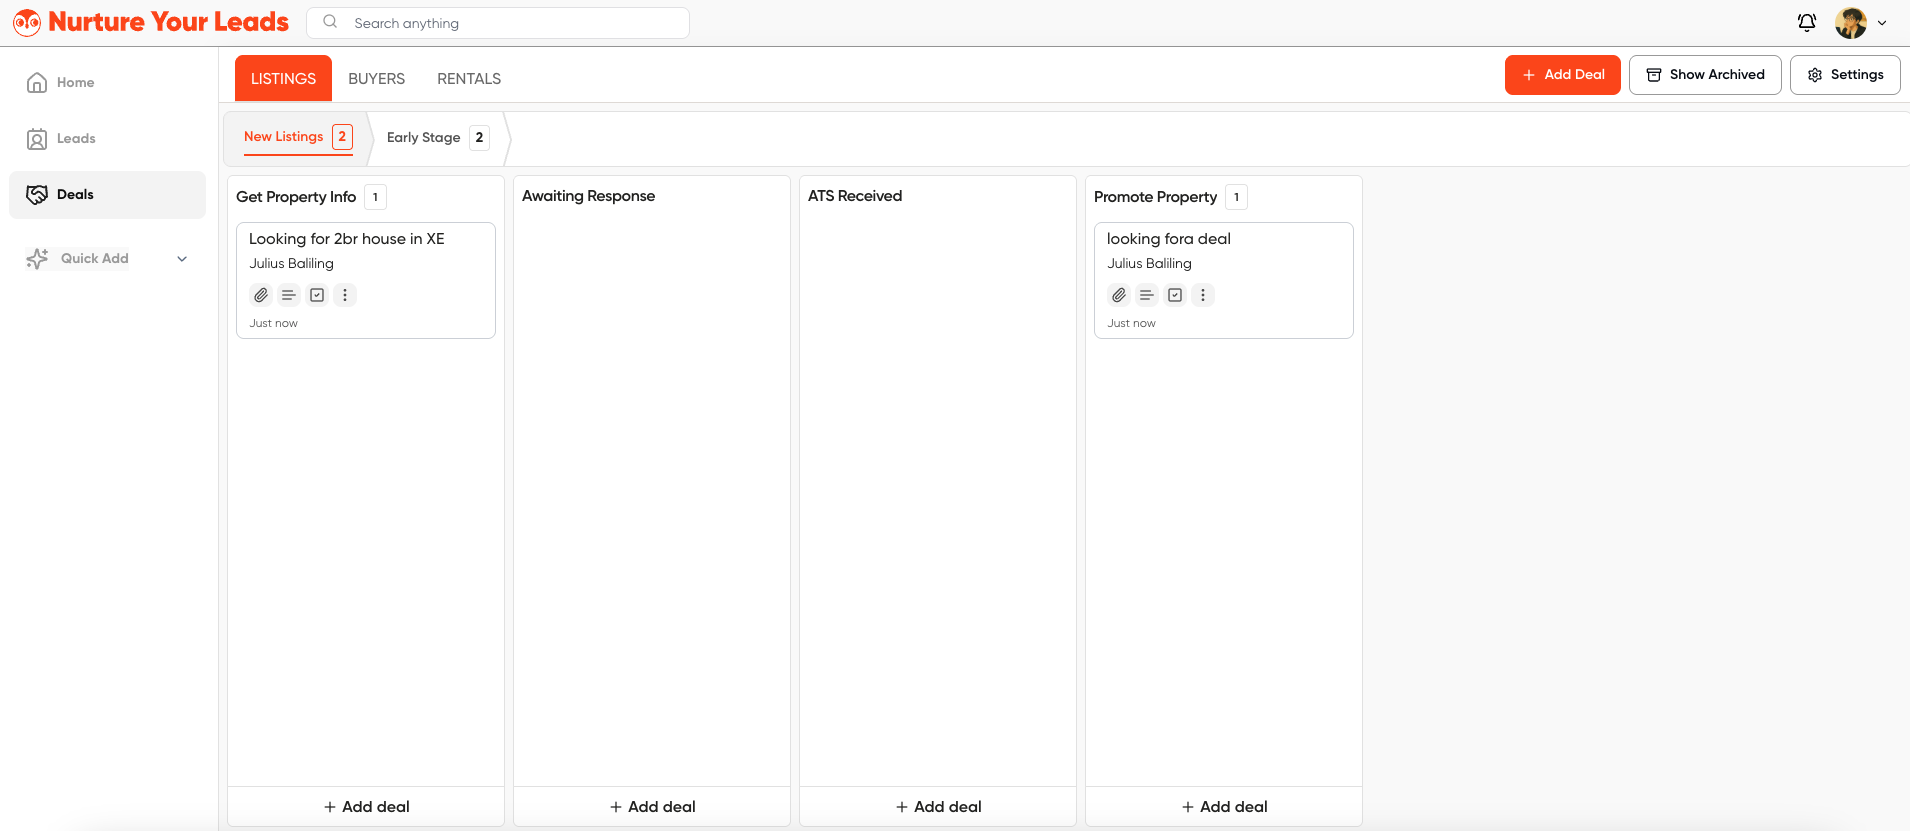 Nurture Your Leads
Search anything
Home
Leads
Deals
Quick Add
LISTINGS BUYERS RENTALS
+ Add Deal Show Archived Settings
New Listings 2 Early Stage 2
Get Property Info 1
Looking for 2br house in XE
Julius Baliling
Just now
+ Add deal
Awaiting Response
+ Add deal
ATS Received
+ Add deal
Promote Property 1
looking fora deal
Julius Baliling
Just now
+ Add deal